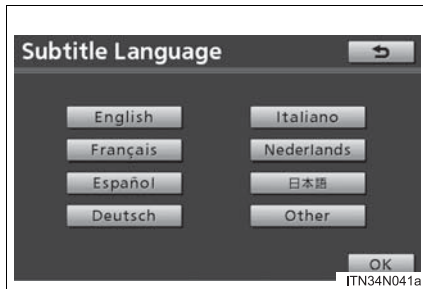 Subtitle Language
English
Italiano
Français
Nederlands
Español
日本語
Deutsch
Other
OK
ITN34N041a